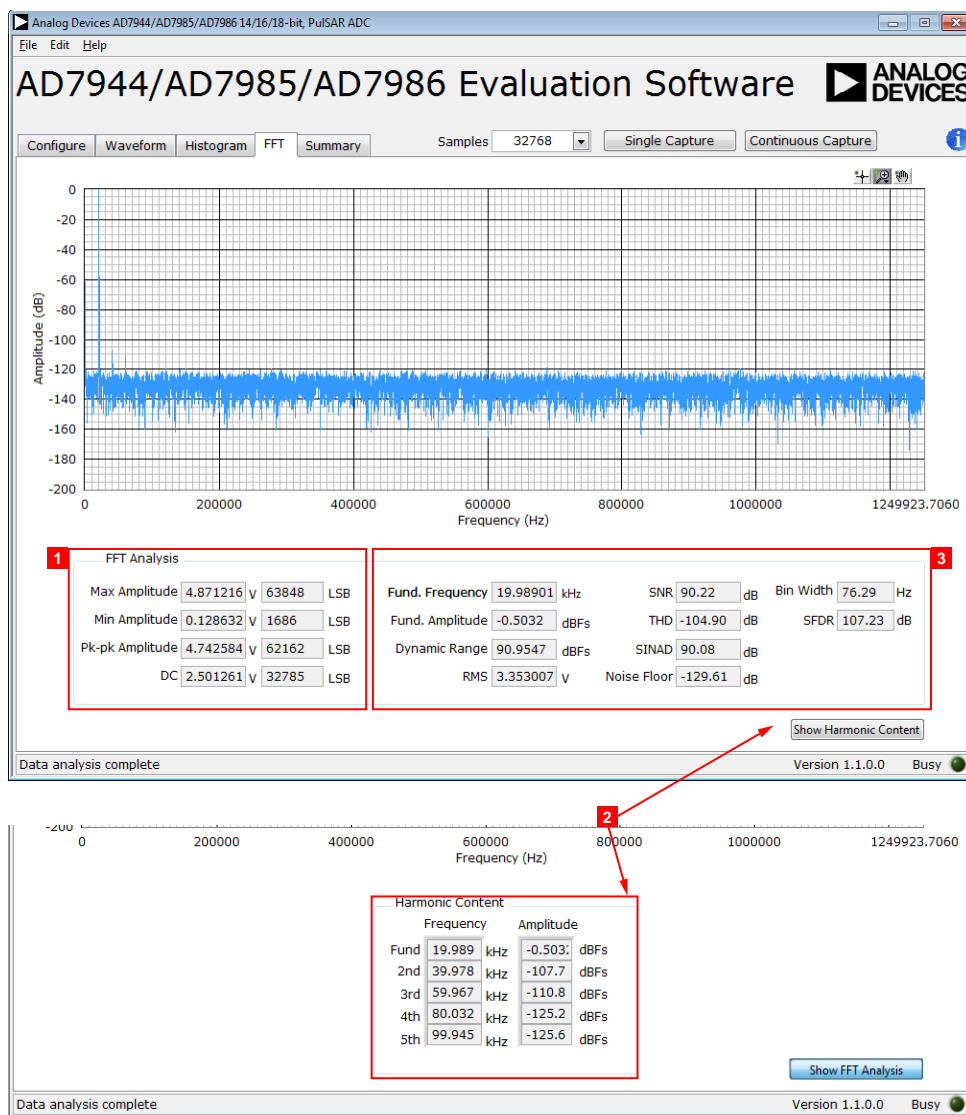 Analog Devices AD7944/AD7985/AD7986 14/16/18-bit, PulSAR ADC
File Edit Help
AD7944/AD7985/AD7986 Evaluation Software
ANALOG
DEVICES
Configure Waveform Histogram FFT Summary Samples 32768 Single Capture Continuous Capture i
0
-20
-40
-60
-80
-100
-120
-140
-160
-180
-200
Amplitude (dB)
0 200000 400000 600000 800000 1000000 1249923.7060
Frequency (Hz)
1
FFT Analysis
Max Amplitude 4.871216 V 63848 LSB
Min Amplitude 0.128632 V 1686 LSB
Pk-pk Amplitude 4.742584 V 62162 LSB
DC 2.501261 V 32785 LSB
3
Fund. Frequency 19.98901 kHz SNR 90.22 dB Bin Width 76.29 Hz
Fund. Amplitude -0.5032 dBFs THD -104.90 dB SFDR 107.23 dB
Dynamic Range 90.9547 dBFs SINAD 90.08 dB
RMS 3.353007 V Noise Floor -129.61 dB
Show Harmonic Content
Data analysis complete Version 1.1.0.0 Busy
2
-200
0 200000 400000 600000 800000 1000000 1249923.7060
Frequency (Hz)
Harmonic Content
Frequency Amplitude
Fund 19.989 kHz -0.503 dBFs
2nd 39.978 kHz -107.7 dBFs
3rd 59.967 kHz -110.8 dBFs
4th 80.032 kHz -125.2 dBFs
5th 99.945 kHz -125.6 dBFs
Show FFT Analysis
Data analysis complete Version 1.1.0.0 Busy